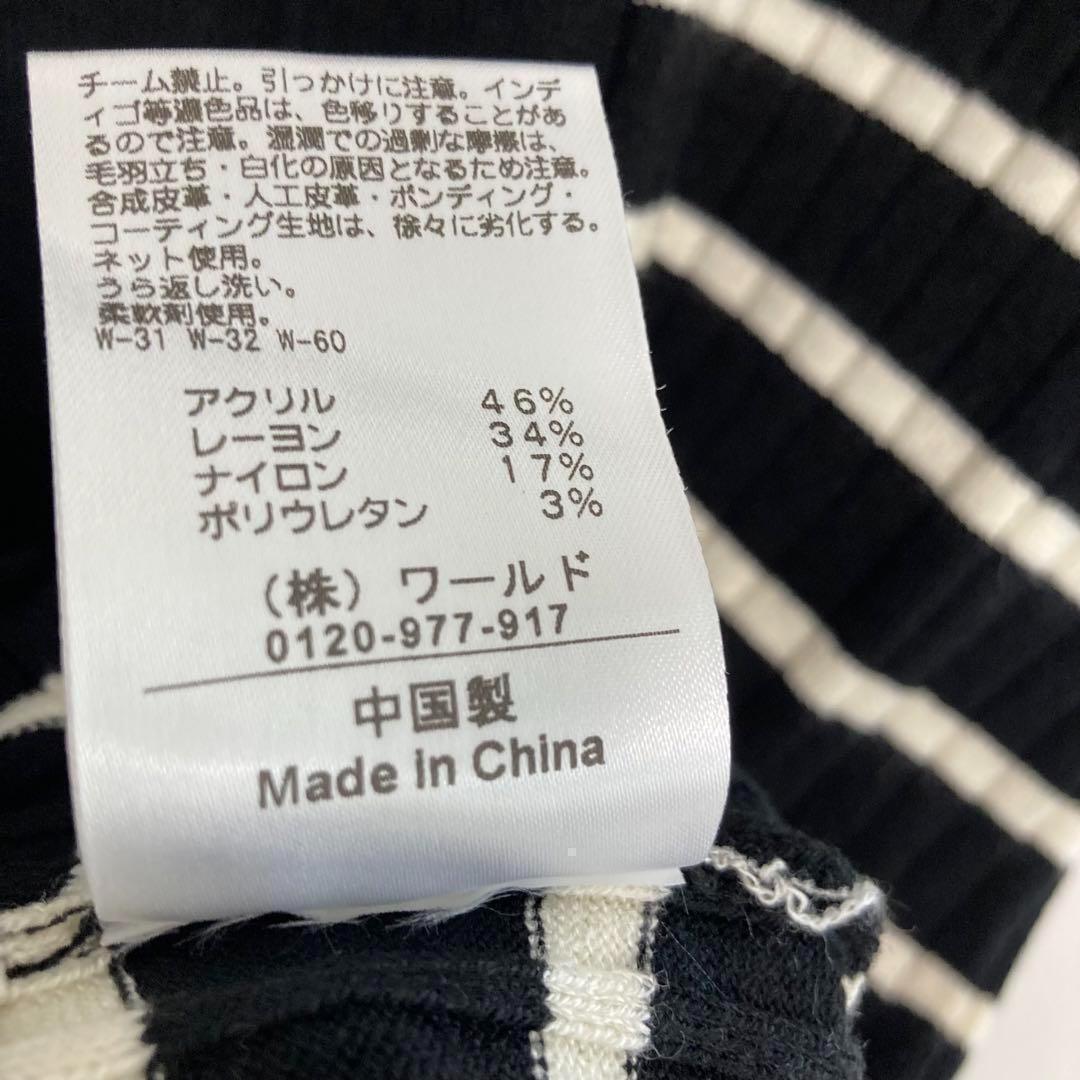 チーム禁止。引っかけに注意。インデ
ィゴ等濃色品は、色移りすることがあ
るので注意。湿潤での過剰な摩擦は、
毛羽立ち・白化の原因となるため注意。
合成皮革・人工皮革・ボンディング・
コーティング生地は、徐々に劣化する。
ネット使用。
うら返し洗い。
柔軟剤使用。
W-31 W-32 W-60
アクリル 46%
レーヨン 34%
ナイロン 17%
ポリウレタン 3%
(株) ワールド
0120-977-917
中国製
Made in China